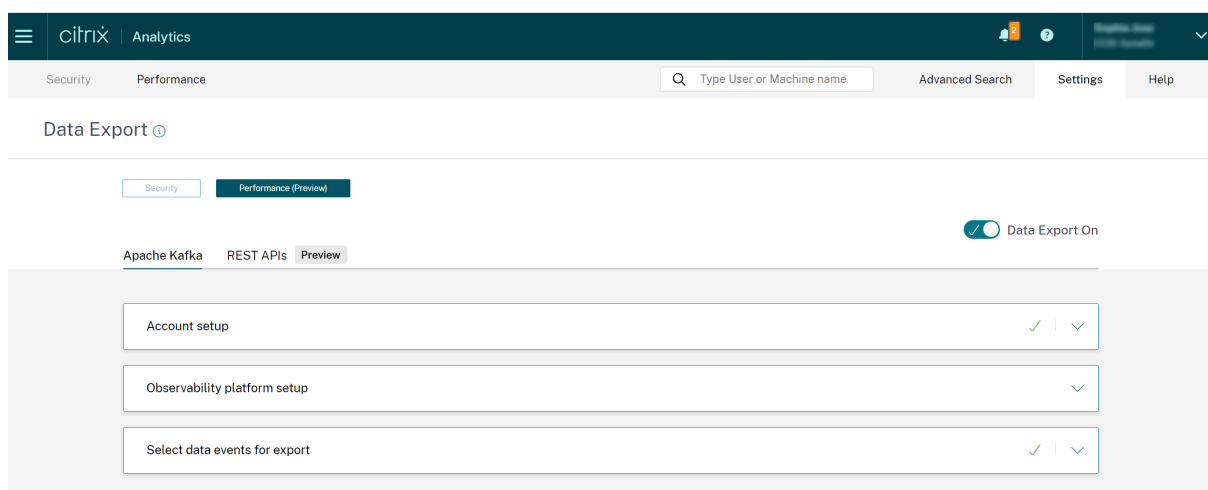 citrix | Analytics 2 ?
Security Performance Type User or Machine name Advanced Search Settings Help
Data Export
Security Performance (Preview)
Data Export On
Apache Kafka REST APIs Preview
Account setup
Observability platform setup
Select data events for export